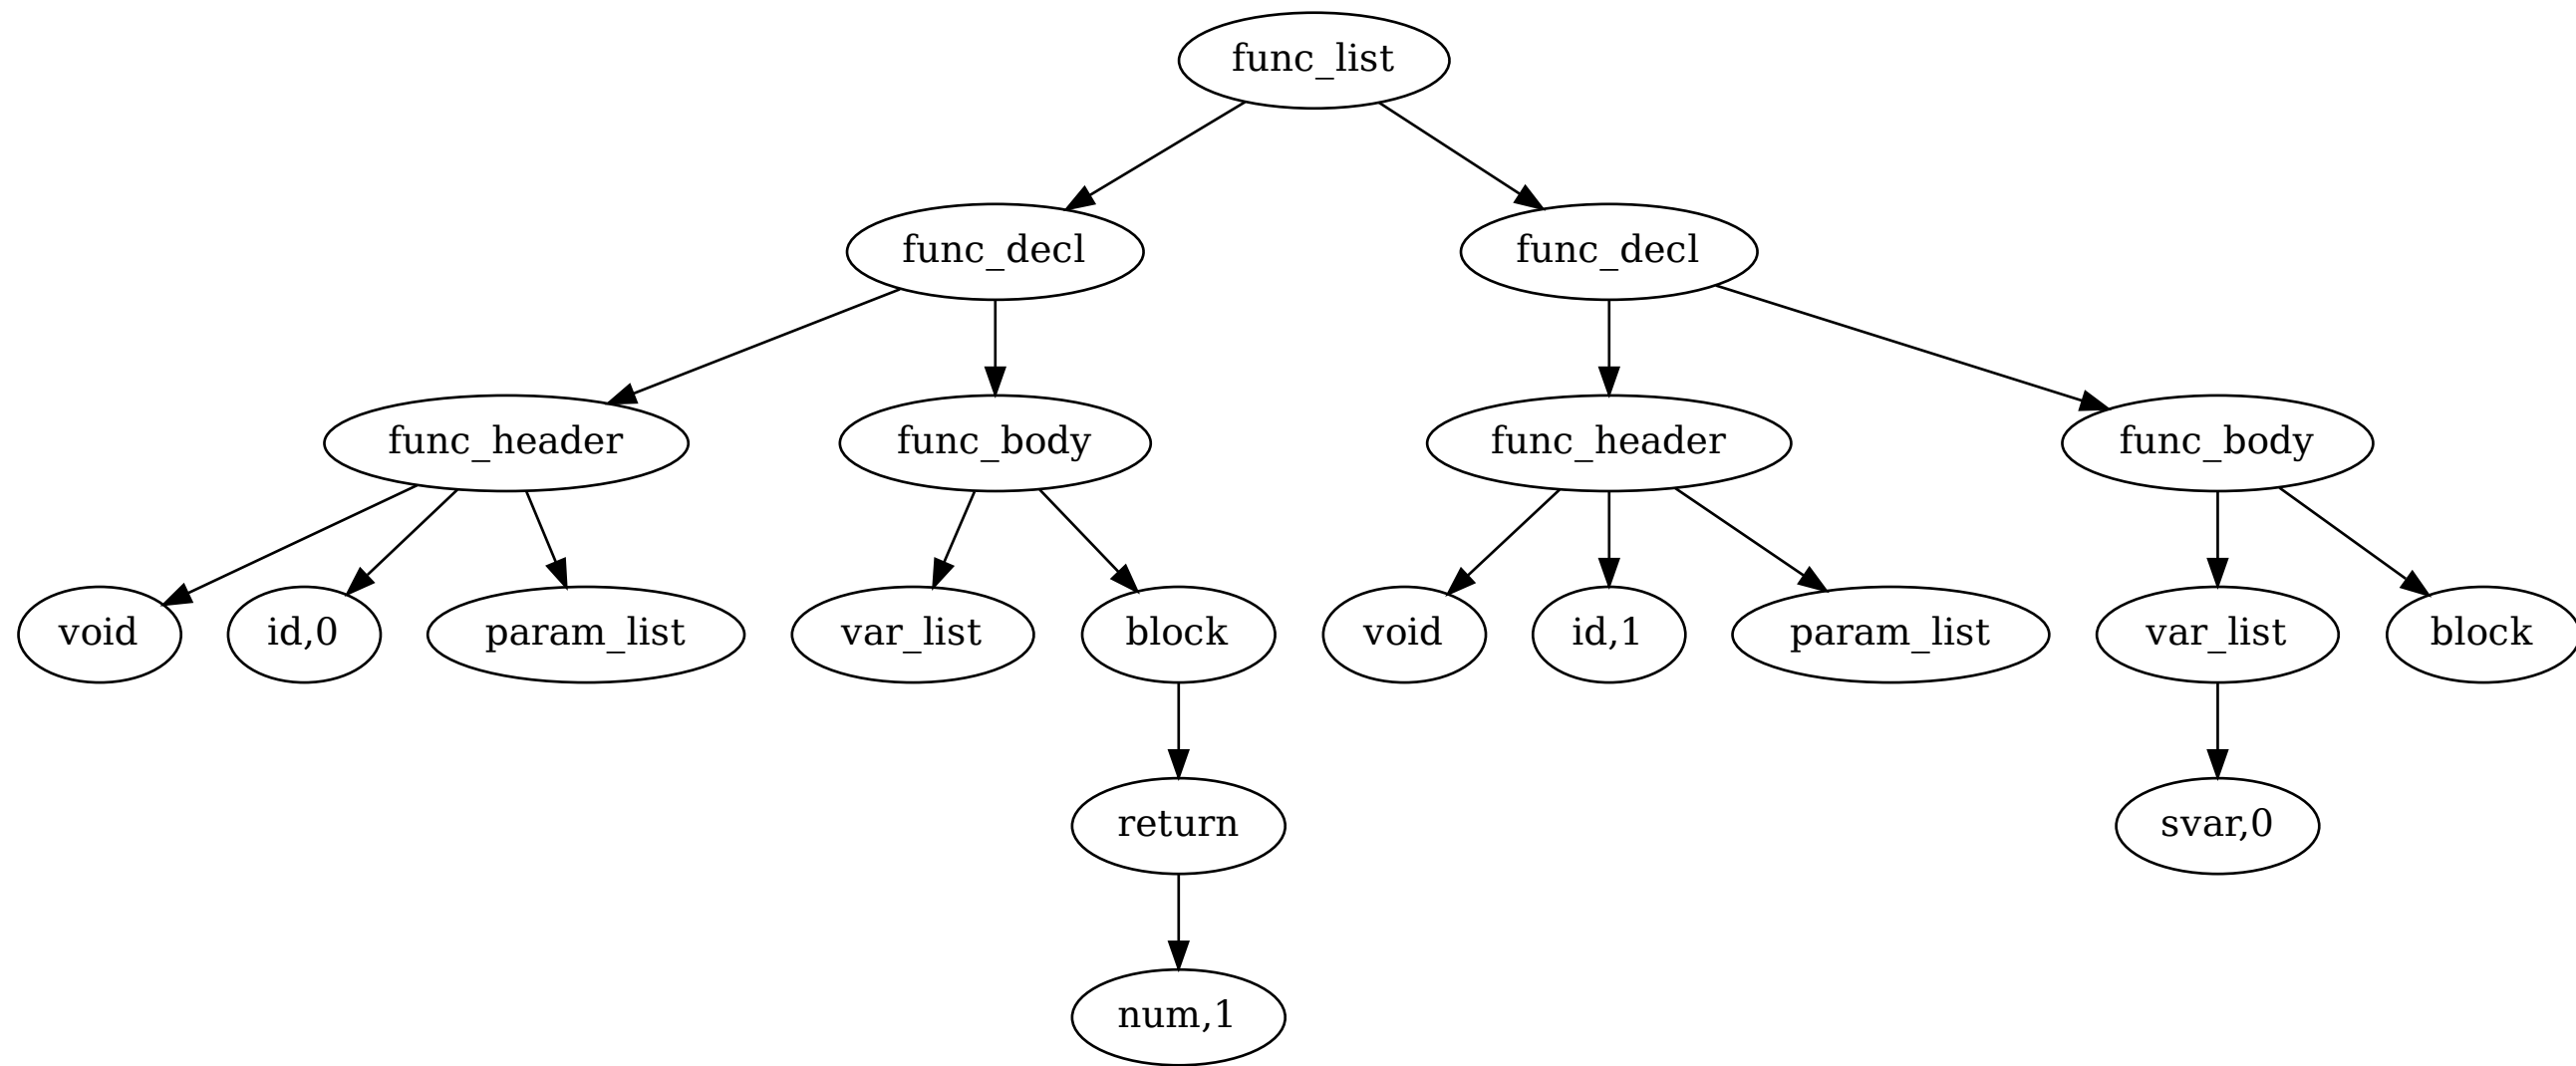 func_list
func_decl
func_decl
func_header
func_body
func_header
func_body
void
id,0
param_list
var_list
block
void
id,1
param_list
var_list
block
return
svar,0
num,1